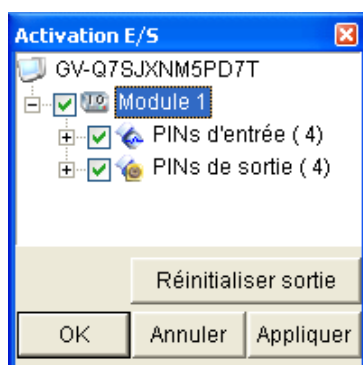 Activation E/S
GV-Q7SJXNM5PD7T
Module 1
PINs d'entrée ( 4)
PINs de sortie ( 4)
Réinitialiser sortie
OK
Annuler
Appliquer